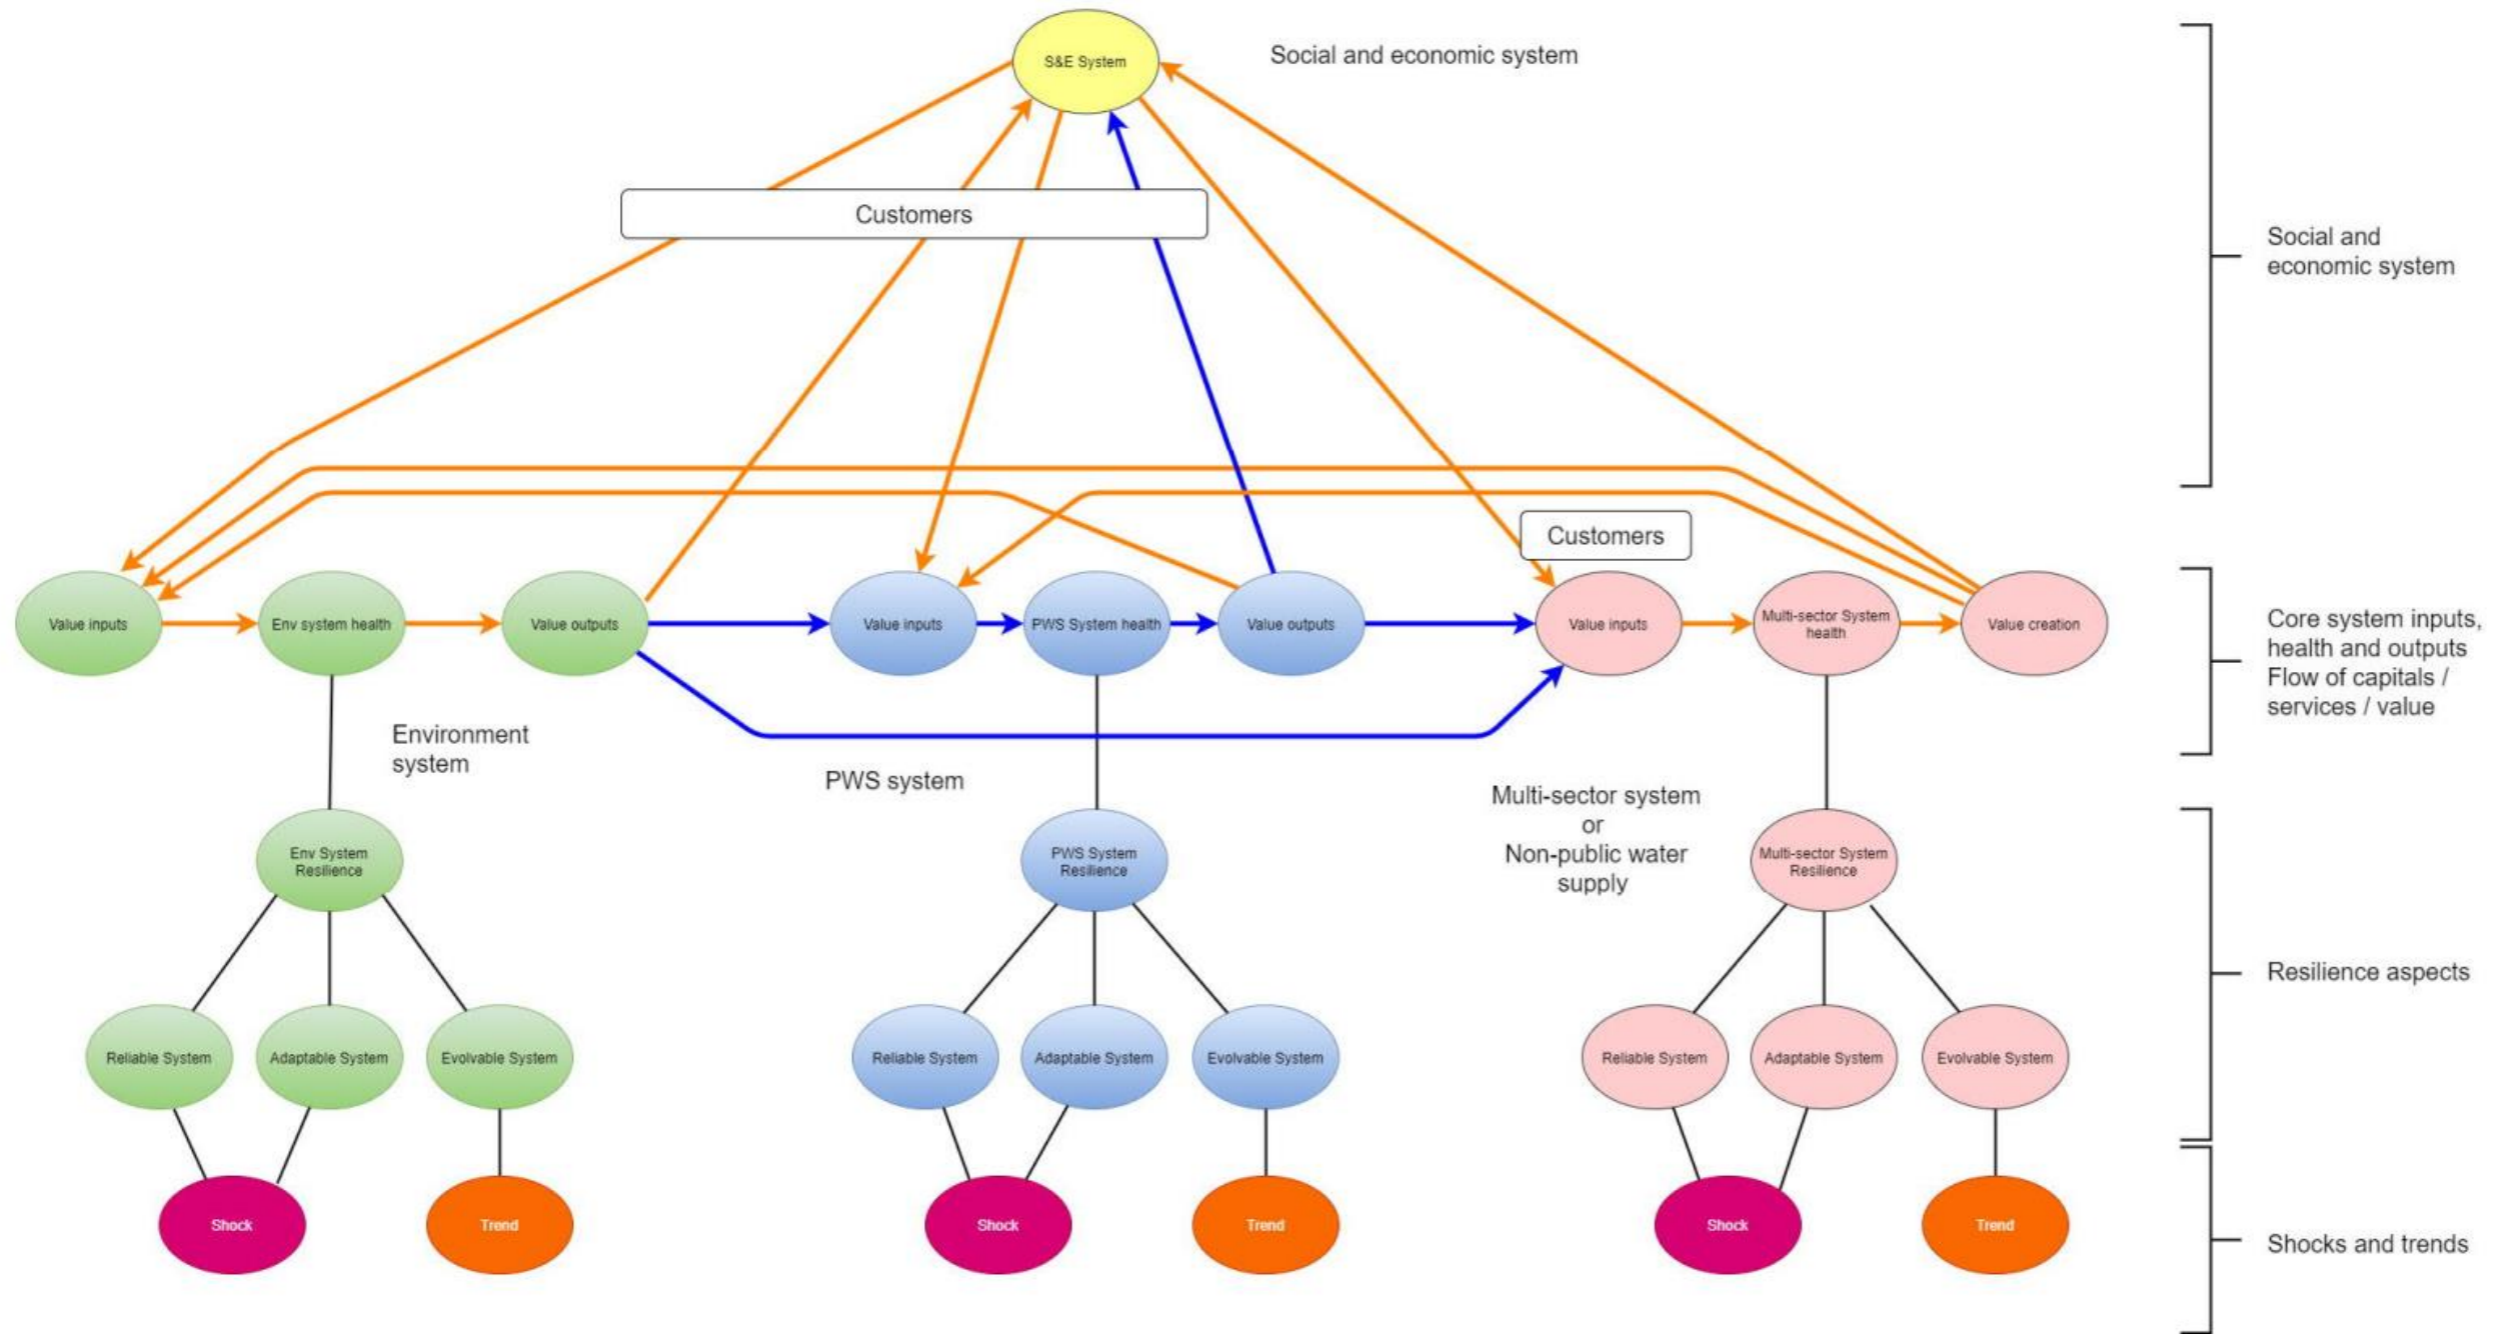 S&E System
Social and economic system
Customers
Social and
economic system
Customers
Value inputs
Env system health
Value outputs
Value inputs
PWS System health
Value outputs
Value inputs
Multi-sector System
health
Value creation
Core system inputs,
health and outputs
Flow of capitals /
services / value
Environment
system
PWS system
Multi-sector system
or
Non-public water
supply
Env System
Resilience
PWS System
Resilience
Multi-sector System
Resilience
Resilience aspects
Reliable System
Adaptable System
Evolvable System
Reliable System
Adaptable System
Evolvable System
Reliable System
Adaptable System
Evolvable System
Shock
Trend
Shock
Trend
Shock
Trend
Shocks and trends